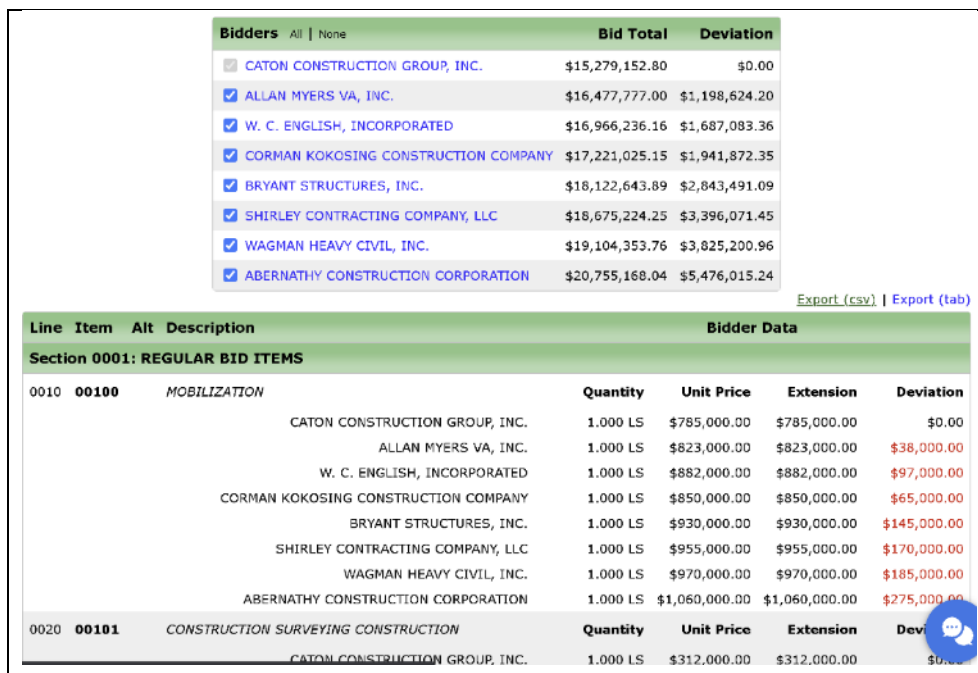 Bidders All | None Bid Total Deviation
CATON CONSTRUCTION GROUP, INC. $15,279,152.80 $0.00
ALLAN MYERS VA, INC. $16,477,777.00 $1,198,624.20
W. C. ENGLISH, INCORPORATED $16,966,236.16 $1,687,083.36
CORMAN KOKOSING CONSTRUCTION COMPANY $17,221,025.15 $1,941,872.35
BRYANT STRUCTURES, INC. $18,122,643.89 $2,843,491.09
SHIRLEY CONTRACTING COMPANY, LLC $18,675,224.25 $3,396,071.45
WAGMAN HEAVY CIVIL, INC. $19,104,353.76 $3,825,200.96
ABERNATHY CONSTRUCTION CORPORATION $20,755,168.04 $5,476,015.24
Export (csv) | Export (tab)
Line Item Alt Description Bidder Data
Section 0001: REGULAR BID ITEMS
0010 00100 MOBILIZATION Quantity Unit Price Extension Deviation
CATON CONSTRUCTION GROUP, INC. 1.000 LS $785,000.00 $785,000.00 $0.00
ALLAN MYERS VA, INC. 1.000 LS $823,000.00 $823,000.00 $38,000.00
W. C. ENGLISH, INCORPORATED 1.000 LS $882,000.00 $882,000.00 $97,000.00
CORMAN KOKOSING CONSTRUCTION COMPANY 1.000 LS $850,000.00 $850,000.00 $65,000.00
BRYANT STRUCTURES, INC. 1.000 LS $930,000.00 $930,000.00 $145,000.00
SHIRLEY CONTRACTING COMPANY, LLC 1.000 LS $955,000.00 $955,000.00 $170,000.00
WAGMAN HEAVY CIVIL, INC. 1.000 LS $970,000.00 $970,000.00 $185,000.00
ABERNATHY CONSTRUCTION CORPORATION 1.000 LS $1,060,000.00 $1,060,000.00 $275,000.00
0020 00101 CONSTRUCTION SURVEYING CONSTRUCTION Quantity Unit Price Extension
CATON CONSTRUCTION GROUP, INC. 1.000 LS $312,000.00 $312,000.00